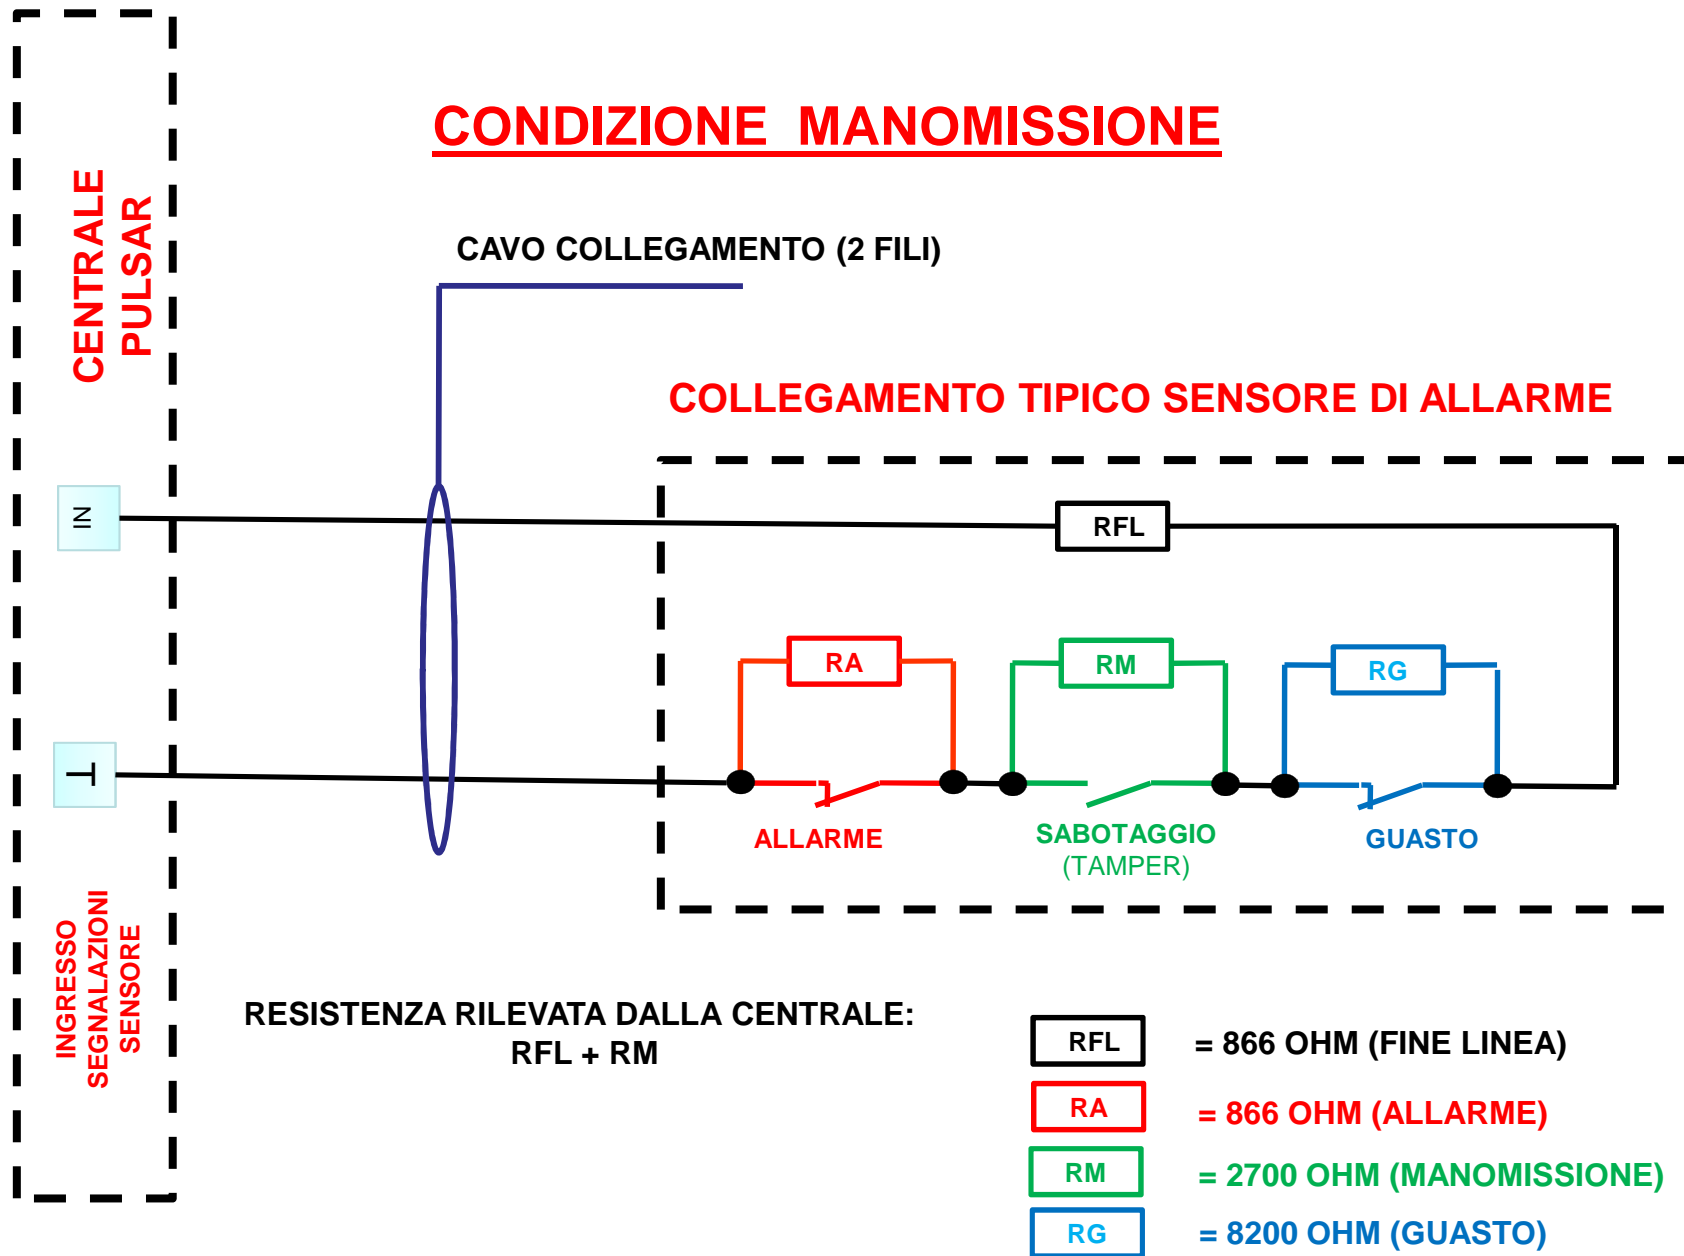 CONDIZIONE MANOMISSIONE
CENTRALE
PULSAR
CAVO COLLEGAMENTO (2 FILI)
COLLEGAMENTO TIPICO SENSORE DI ALLARME
IN
RFL
RA
RM
RG
ALLARME
SABOTAGGIO
(TAMPER)
GUASTO
INGRESSO
SEGNALAZIONI
SENSORE
RESISTENZA RILEVATA DALLA CENTRALE:
RFL + RM
RFL = 866 OHM (FINE LINEA)
RA = 866 OHM (ALLARME)
RM = 2700 OHM (MANOMISSIONE)
RG = 8200 OHM (GUASTO)